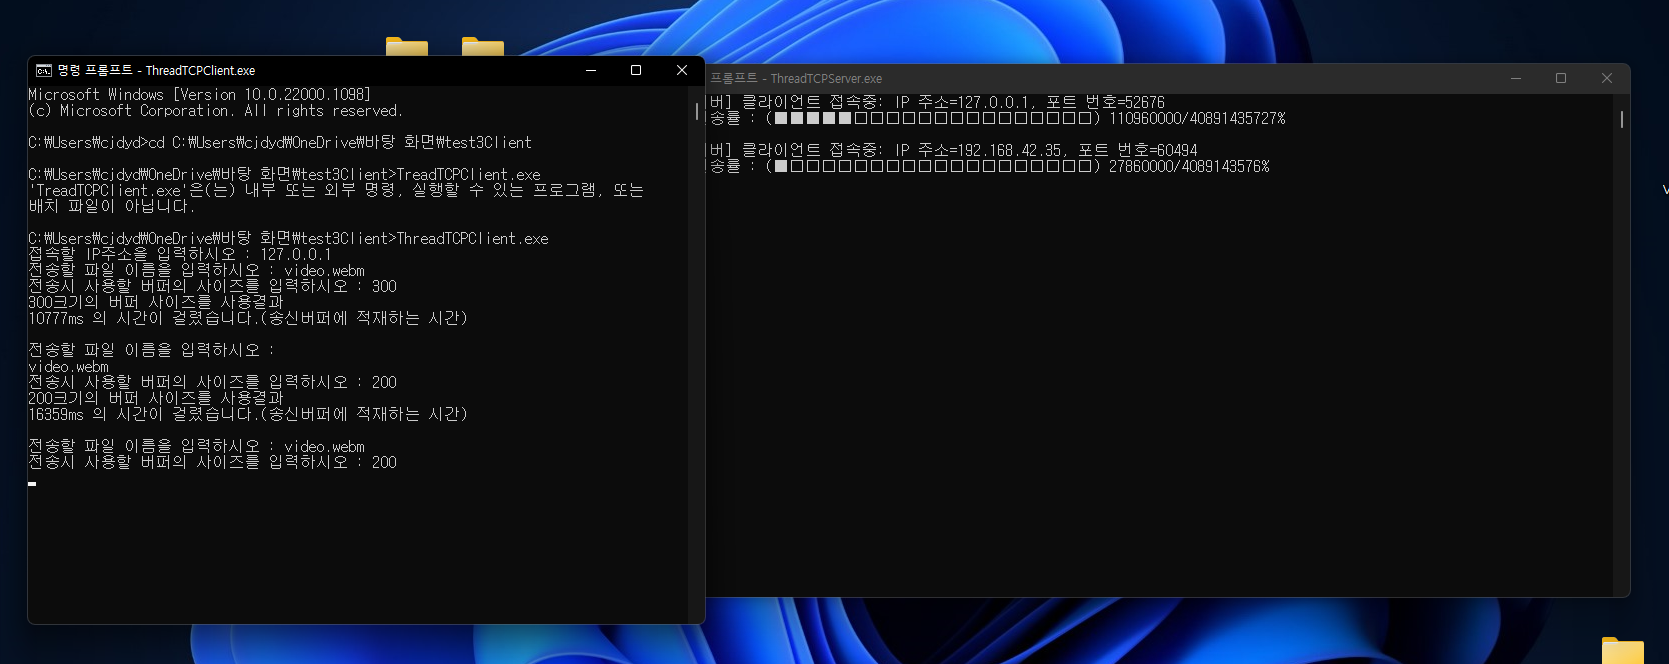 명령 프롬프트 - ThreadTCPClient.exe
Microsoft Windows [Version 10.0.22000.1098]
(c) Microsoft Corporation. All rights reserved.
C:₩Users₩cjdyd>cd C:₩Users₩cjdyd₩OneDrive₩바탕 화면₩test3Client
C:₩Users₩cjdyd₩OneDrive₩바탕 화면₩test3Client>TreadTCPClient.exe
'TreadTCPClient.exe'은(는) 내부 또는 외부 명령, 실행할 수 있는 프로그램, 또는
배치 파일이 아닙니다.
C:₩Users₩cjdyd₩OneDrive₩바탕 화면₩test3Client>ThreadTCPClient.exe
접속할 IP주소을 입력하시오 : 127.0.0.1
전송할 파일 이름을 입력하시오 : video.webm
전송시 사용할 버퍼의 사이즈를 입력하시오 : 300
300크기의 버퍼 사이즈를 사용결과
10777ms 의 시간이 걸렸습니다.(송신버퍼에 적재하는 시간)
전송할 파일 이름을 입력하시오 :
video.webm
전송시 사용할 버퍼의 사이즈를 입력하시오 : 200
200크기의 버퍼 사이즈를 사용결과
16359ms 의 시간이 걸렸습니다.(송신버퍼에 적재하는 시간)
전송할 파일 이름을 입력하시오 : video.webm
전송시 사용할 버퍼의 사이즈를 입력하시오 : 200
프롬프트 - ThreadTCPServer.exe
버] 클라이언트 접속중: IP 주소=127.0.0.1, 포트 번호=52676
송률 : (■■■■■□□□□□□□□□□□□□□□) 110960000/40891435727%
버] 클라이언트 접속중: IP 주소=192.168.42.35, 포트 번호=60494
송률 : (■□□□□□□□□□□□□□□□□□□□) 27860000/4089143576%